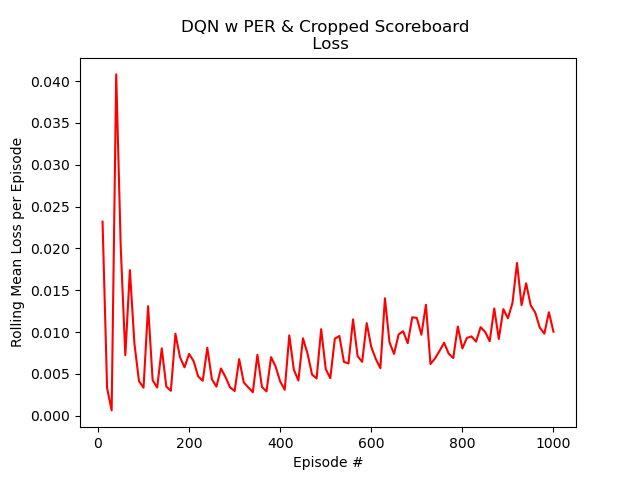 DQN w PER & Cropped Scoreboard
Loss
0.040
0.035
0.030
0.025
0.020
0.015
0.010
0.005
0.000
Rolling Mean Loss per Episode
0 200 400 600 800 1000
Episode #